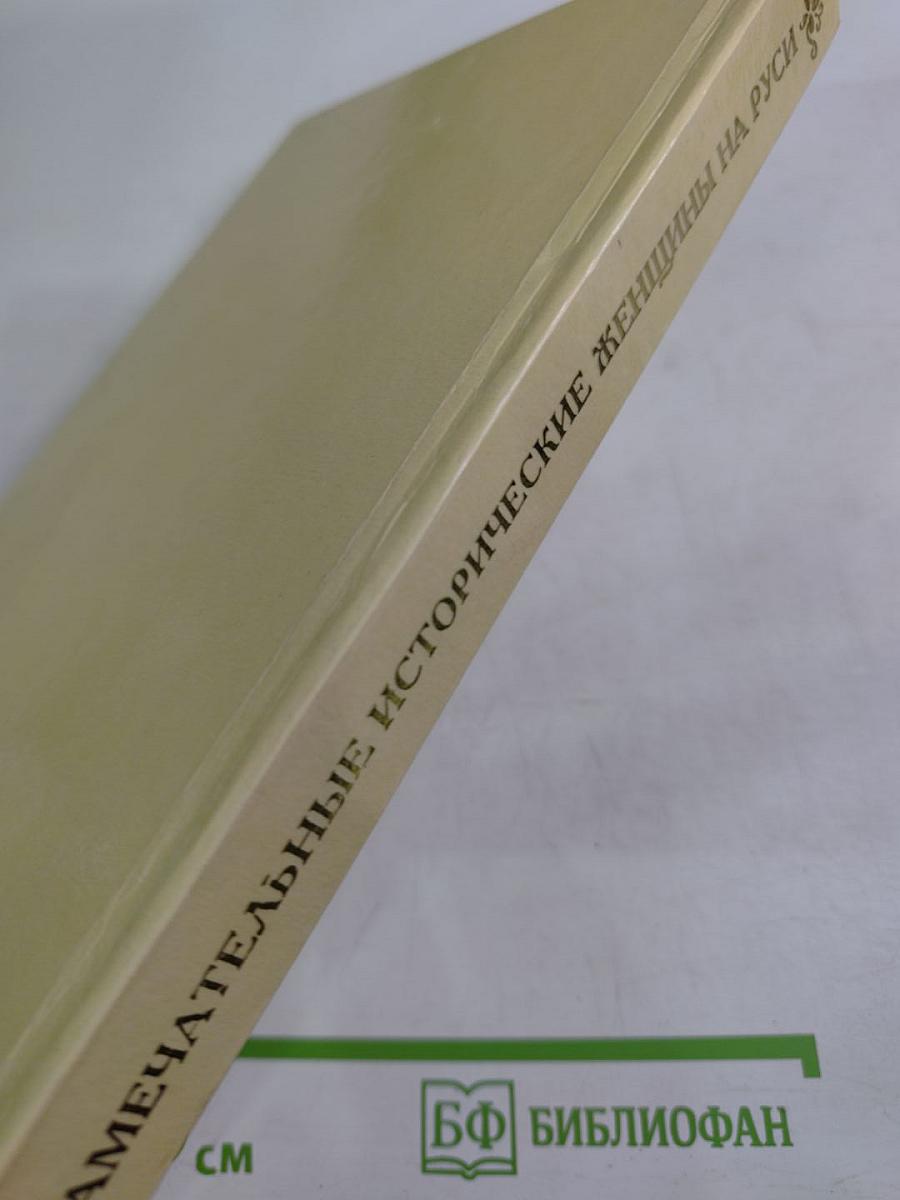 АМЕЧАТЕЛЬНЫЕ ИСТОРИЧЕСКИЕ ЖЕНЩИНЫ НА РУСИ
см
БФ БИБЛИОФАН